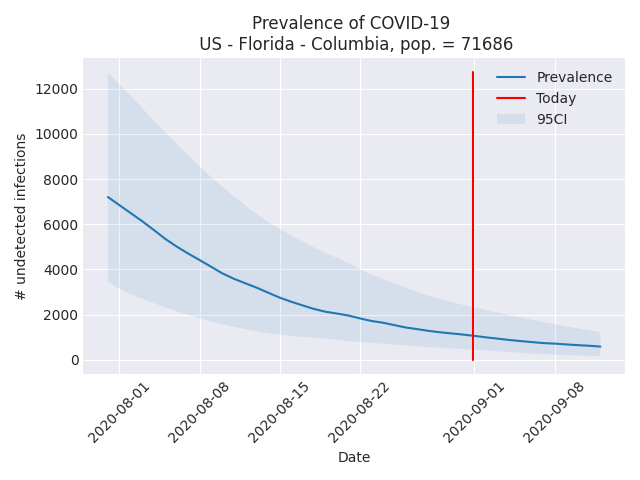 Prevalence of COVID-19
US - Florida - Columbia, pop. = 71686
Prevalence
Today
95CI
12000
10000
8000
6000
4000
2000
0
# undetected infections
2020-08-01
2020-08-08
2020-08-15
2020-08-22
2020-09-01
2020-09-08
Date